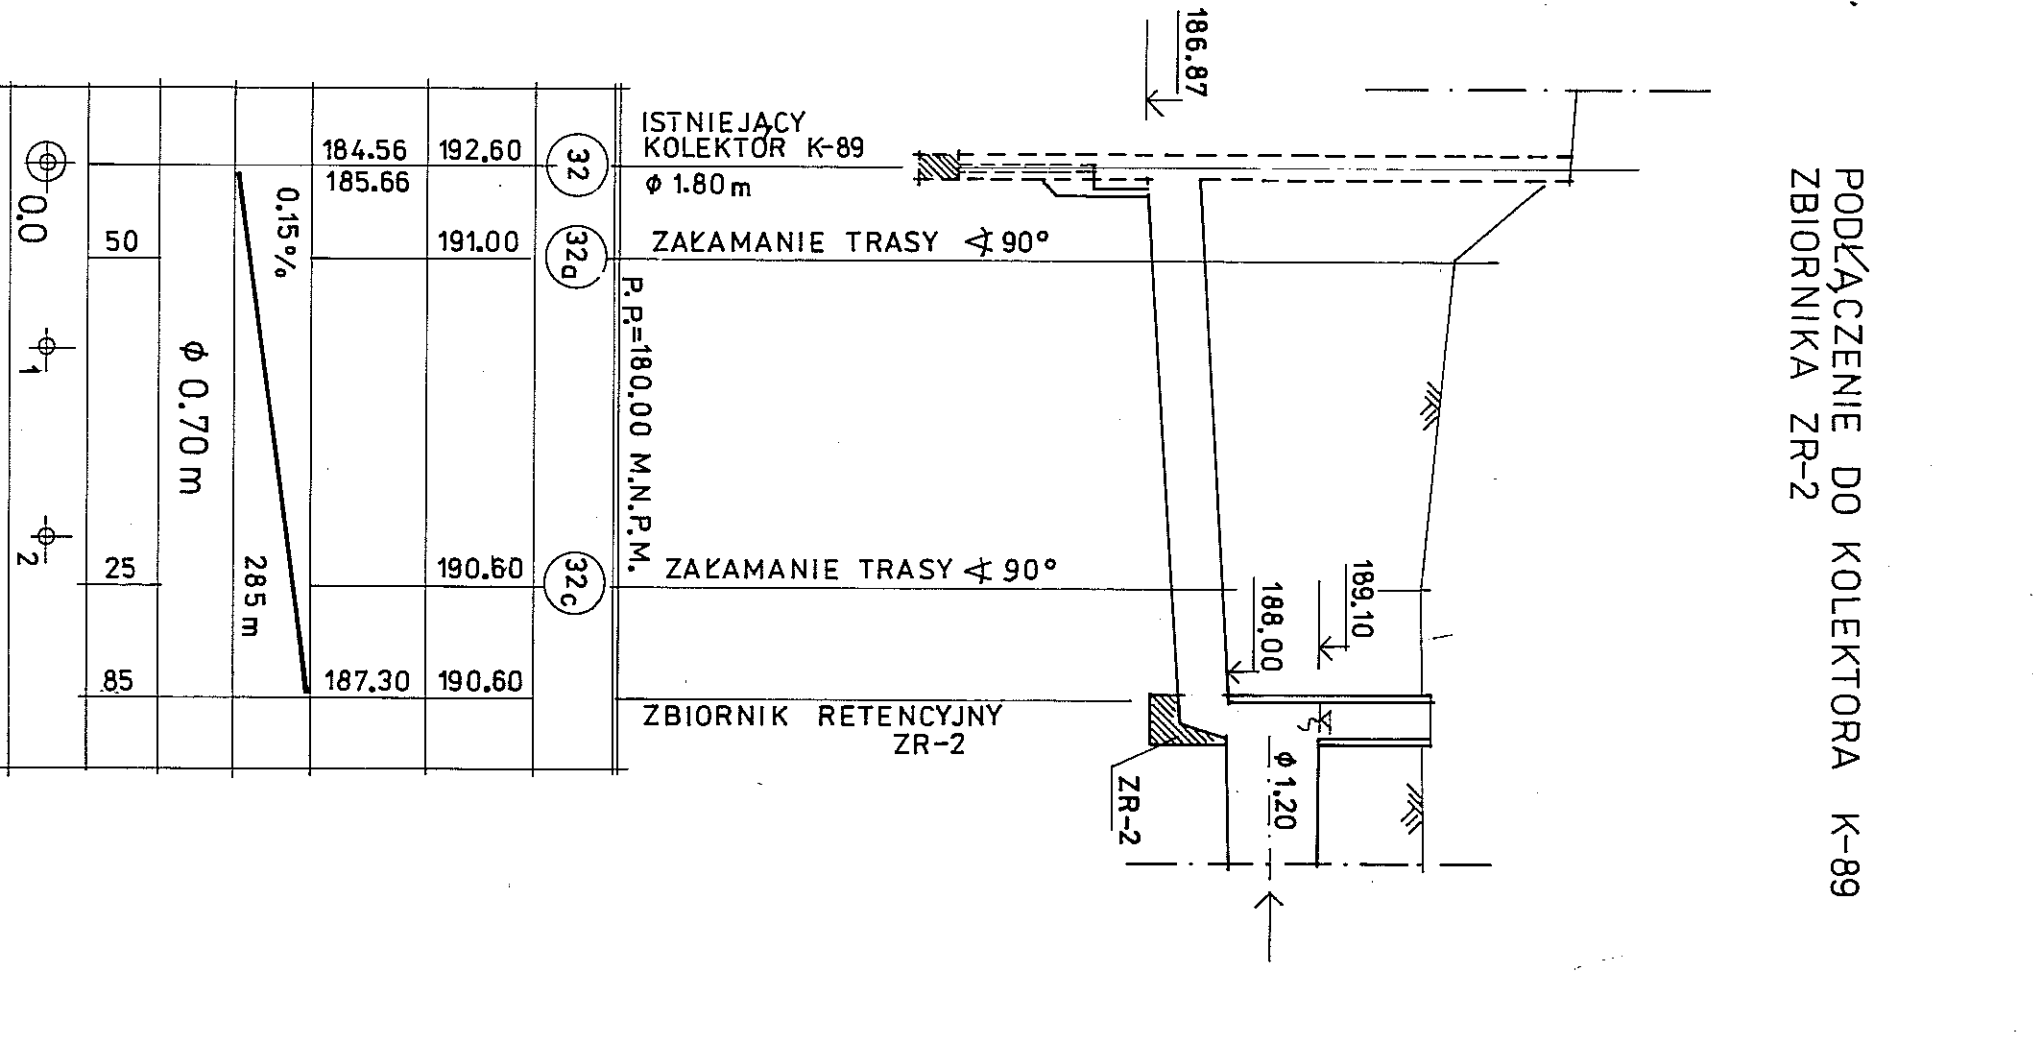 PODŁĄCZENIE DO KOLEKTORA K-89
ZBIORNIKA ZR-2
186.87
189.10
188.00
φ 1.20
ZR-2
ISTNIEJĄCY
KOLEKTOR K-89
φ 1.80 m
ZAŁAMANIE TRASY ∢ 90°
ZAŁAMANIE TRASY ∢ 90°
ZBIORNIK RETENCYJNY
ZR-2
P.P.=180.00 M.N.P.M.
32
32a
32c
192.60
191.00
190.60
190.60
184.56
185.66
187.30
0.15%
285 m
φ 0.70 m
50
25
85
0.0
1
2